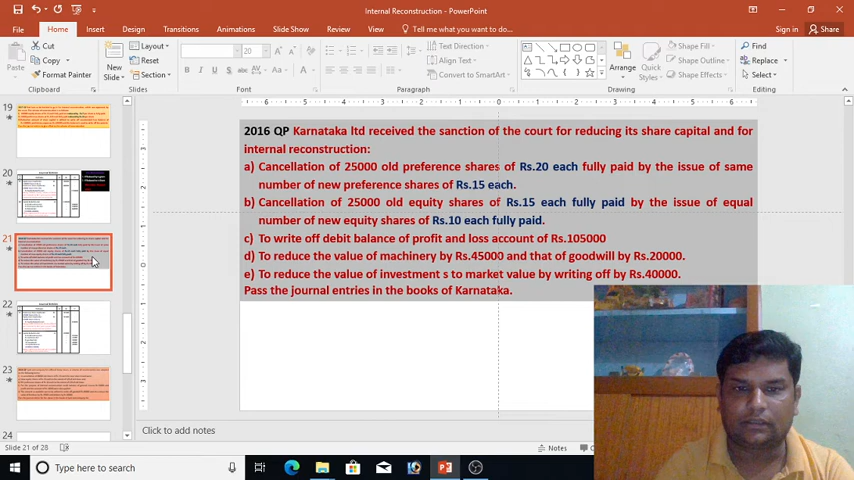 Internal Reconstruction - PowerPoint
Sign in
Share
File
Home
Insert
Draw
Design
Transitions
Animations
Slide Show
Review
View
Tell me what you want to do...
Paste
Cut
Copy
Format Painter
Clipboard
New
Slide
Layout
Reset
Section
Slides
B I U S
Font
Paragraph
Text Direction
Align Text
Convert to SmartArt
Arrange
Quick
Styles
Shape Fill
Shape Outline
Shape Effects
Drawing
Find
Replace
Select
Editing
19
20
21
22
23
24
2016 QP Karnataka ltd received the sanction of the court for reducing its share capital and for
internal reconstruction:
a) Cancellation of 25000 old preference shares of Rs.20 each fully paid by the issue of same
number of new preference shares of Rs.15 each.
b) Cancellation of 25000 old equity shares of Rs.15 each fully paid by the issue of equal
number of new equity shares of Rs.10 each fully paid.
c) To write off debit balance of profit and loss account of Rs.105000
d) To reduce the value of machinery by Rs.45000 and that of goodwill by Rs.20000.
e) To reduce the value of investment s to market value by writing off by Rs.40000.
Pass the journal entries in the books of Karnataka.
Click to add notes
Slide 21 of 28
Notes
Type here to search